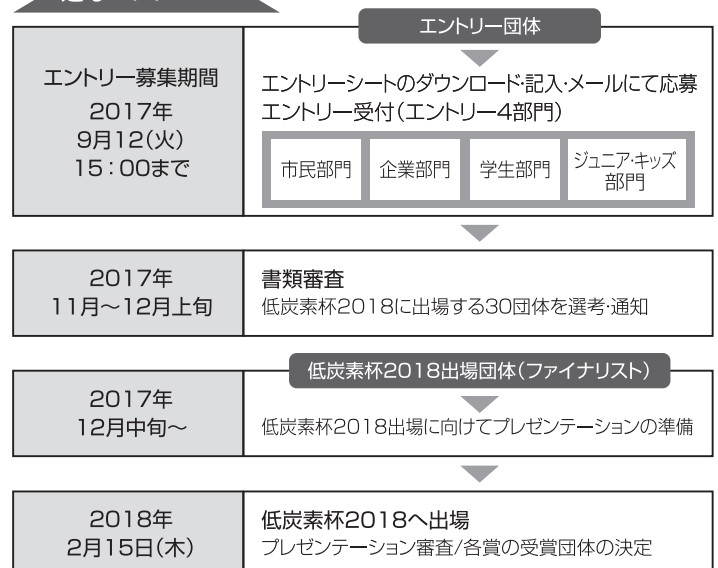 エントリー団体
エントリー募集期間
2017年
9月12(火)
15:00まで
エントリーシートのダウンロード・記入・メールにて応募
エントリー受付(エントリー4部門)
市民部門
企業部門
学生部門
ジュニア・キッズ
部門
2017年
11月〜12月上旬
書類審査
低炭素杯2018に出場する30団体を選考・通知
低炭素杯2018出場団体(ファイナリスト)
2017年
12月中旬〜
低炭素杯2018出場に向けてプレゼンテーションの準備
2018年
2月15日(木)
低炭素杯2018へ出場
プレゼンテーション審査/各賞の受賞団体の決定